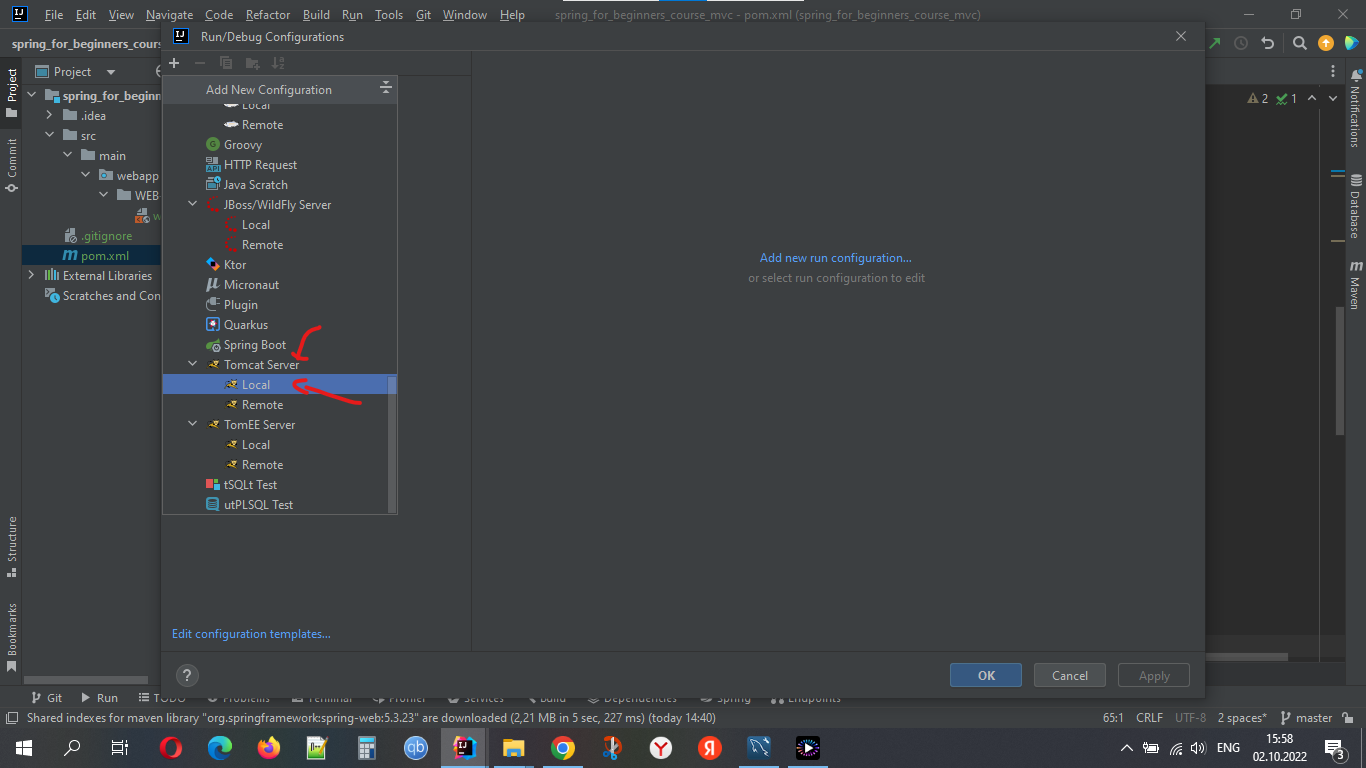 File Edit View Navigate Code Refactor Build Run Tools Git Window Help spring_for_beginners_course_mvc - pom.xml (spring_for_beginners_course_mvc)
Run/Debug Configurations
spring_for_beginners_cours
Project
Add New Configuration
Local
Remote
Groovy
HTTP Request
Java Scratch
JBoss/WildFly Server
Local
Remote
Ktor
Micronaut
Plugin
Quarkus
Spring Boot
Tomcat Server
Local
Remote
TomEE Server
Local
Remote
tSQLt Test
utPLSQL Test
Edit configuration templates...
Add new run configuration...
or select run configuration to edit
?
OK Cancel Apply
spring_for_beginn
.idea
src
main
webapp
WEB
w
.gitignore
pom.xml
External Libraries
Scratches and Con
Project
Commit
Structure
Bookmarks
2 1
Notifications
Database
Maven
Git Run TODO Problems Terminal Profiler Services Build Dependencies Spring Endpoints
Shared indexes for maven library "org.springframework:spring-web:5.3.23" are downloaded (2,21 MB in 5 sec, 227 ms) (today 14:40) 65:1 CRLF UTF-8 2 spaces* master
ENG
15:58
02.10.2022
3